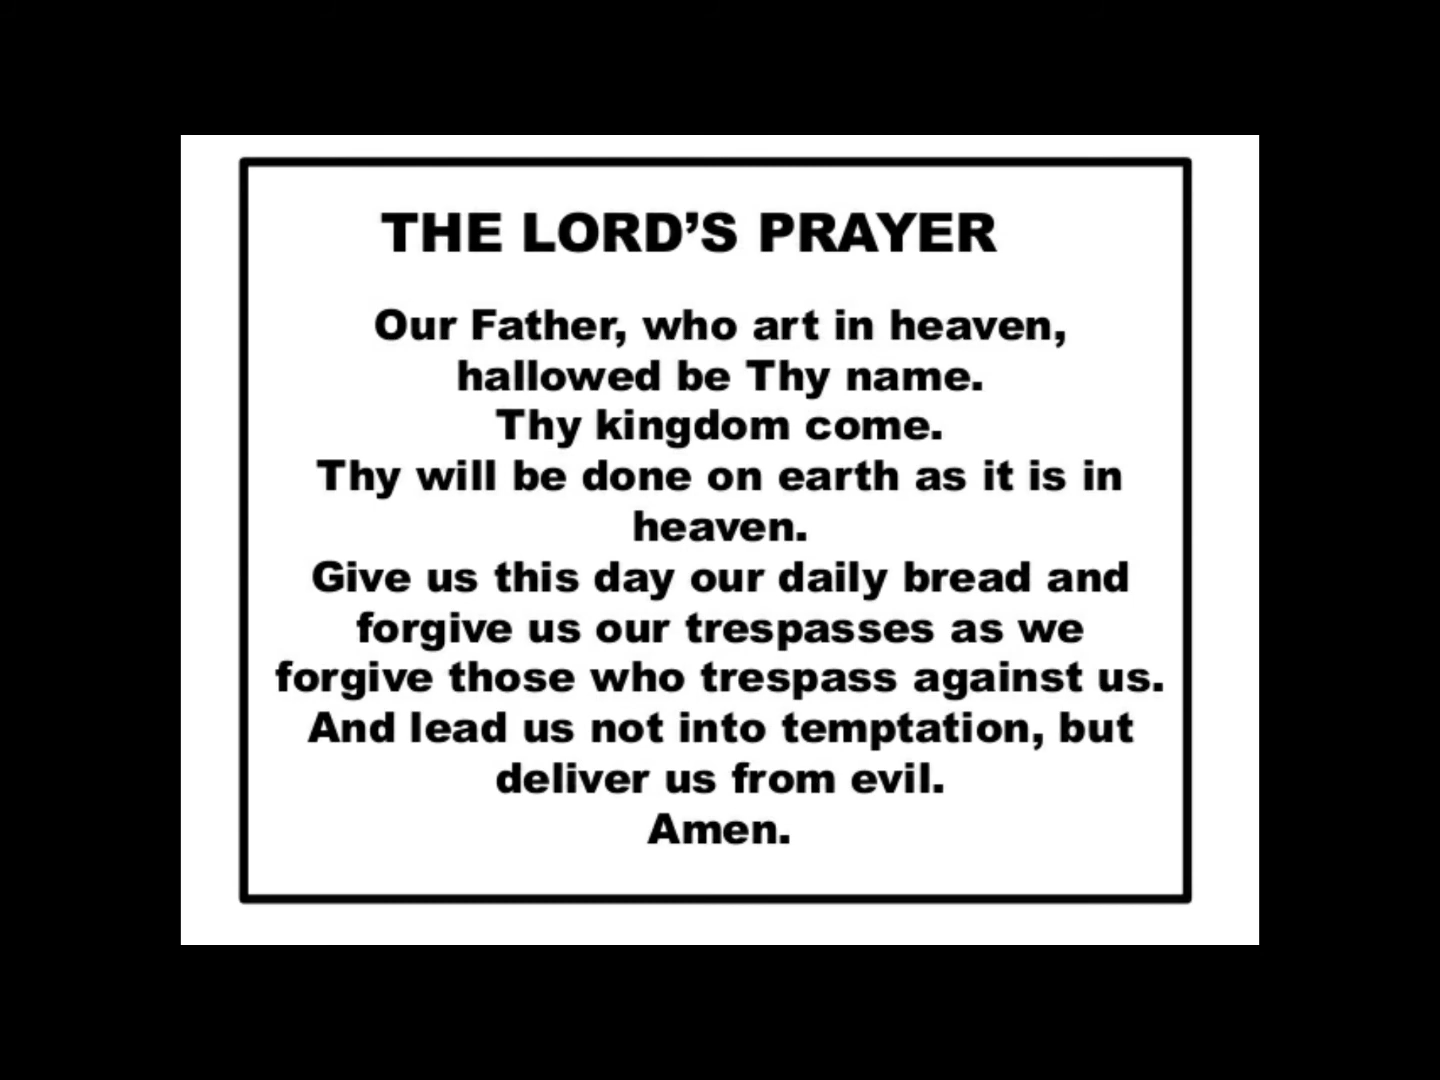 THE LORD’S PRAYER
Our Father, who art in heaven,
hallowed be Thy name.
Thy kingdom come.
Thy will be done on earth as it is in
heaven.
Give us this day our daily bread and
forgive us our trespasses as we
forgive those who trespass against us.
And lead us not into temptation, but
deliver us from evil.
Amen.